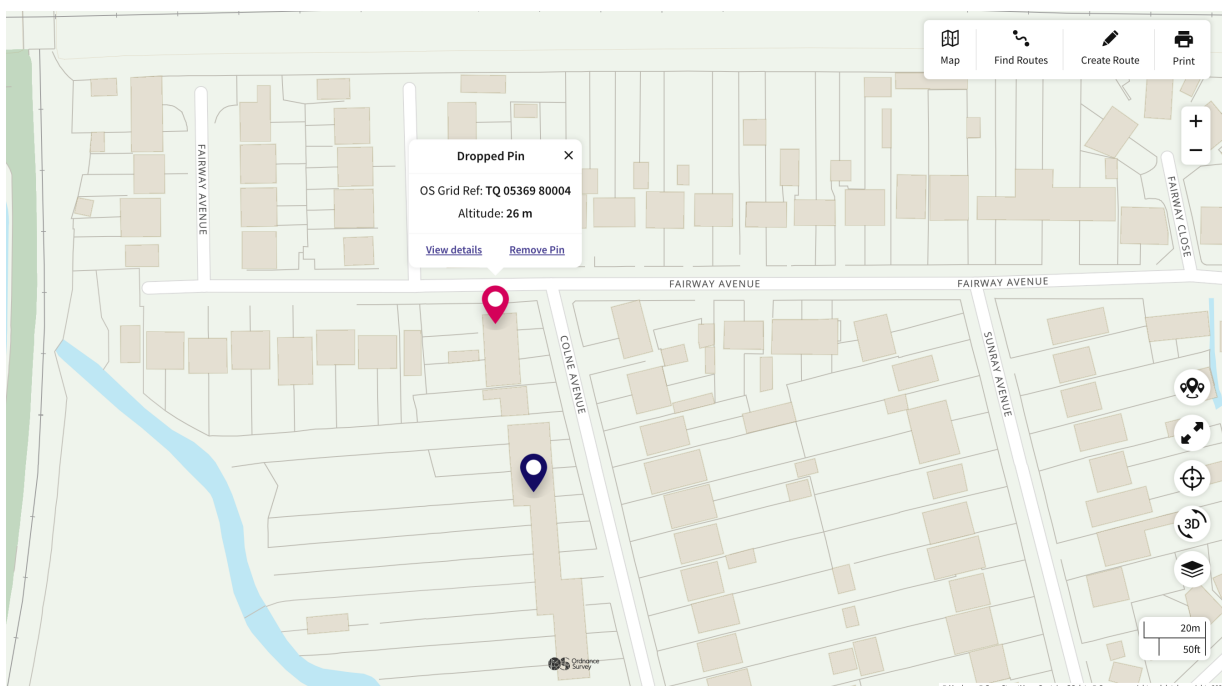 Map
Find Routes
Create Route
Print
+
−
FAIRWAY AVENUE
Dropped Pin
OS Grid Ref: TQ 05369 80004
Altitude: 26 m
View details
Remove Pin
FAIRWAY CLOSE
FAIRWAY AVENUE
FAIRWAY AVENUE
COLNE AVENUE
SUNRAY AVENUE
3D
20m
50ft
OS Ordnance
Survey